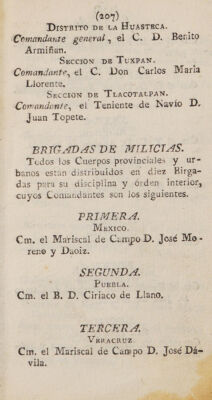 (207)
DISTRITO DE LA HUASTECA.
Comandante general, el C. D. Benito
Armiñan.
SECCION DE TUXPAN.
Comandante, el C. Don Carlos María
Llorente.
SECCION DE TLACOTALPAN.
Comandante, el Teniente de Navío D.
Juan Topete.
BRIGADAS DE MILICIAS.
Todos los Cuerpos provinciales y ur-
banos estan distribuidos en diez Briga-
das para su disciplina y órden interior,
cuyos Comandantes son los siguientes.
PRIMERA.
MEXICO.
Cm. el Mariscal de Campo D. José Mo-
reno y Daoiz.
SEGUNDA.
PUEBLA.
Cm. el B. D. Ciriaco de Llano.
TERCERA.
VERACRUZ
Cm. el Mariscal de Campo D. José Dá-
vila.